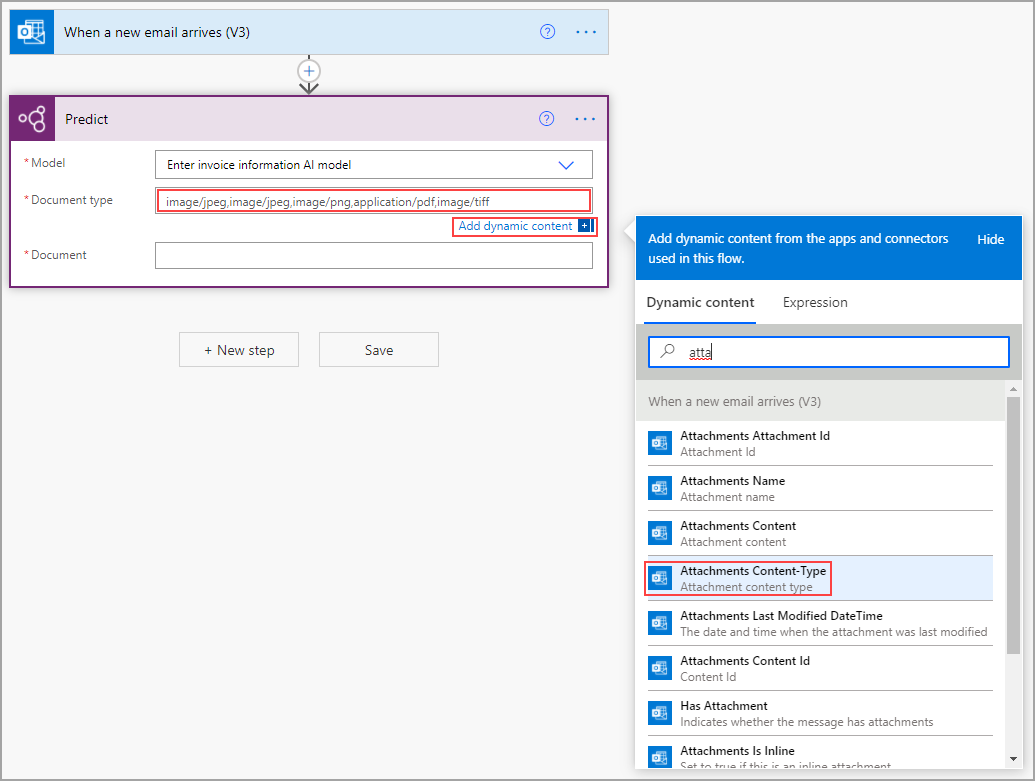 When a new email arrives (V3)
?
...
+
Predict
?
...
* Model
Enter invoice information AI model
* Document type
image/jpeg,image/jpeg,image/png,application/pdf,image/tiff
Add dynamic content +
* Document
+ New step
Save
Add dynamic content from the apps and connectors
used in this flow.
Hide
Dynamic content
Expression
atta
When a new email arrives (V3)
Attachments Attachment Id
Attachment Id
Attachments Name
Attachment name
Attachments Content
Attachment content
Attachments Content-Type
Attachment content type
Attachments Last Modified DateTime
The date and time when the attachment was last modified
Attachments Content Id
Content Id
Has Attachment
Indicates whether the message has attachments
Attachments Is Inline
Set to true if this is an inline attachment